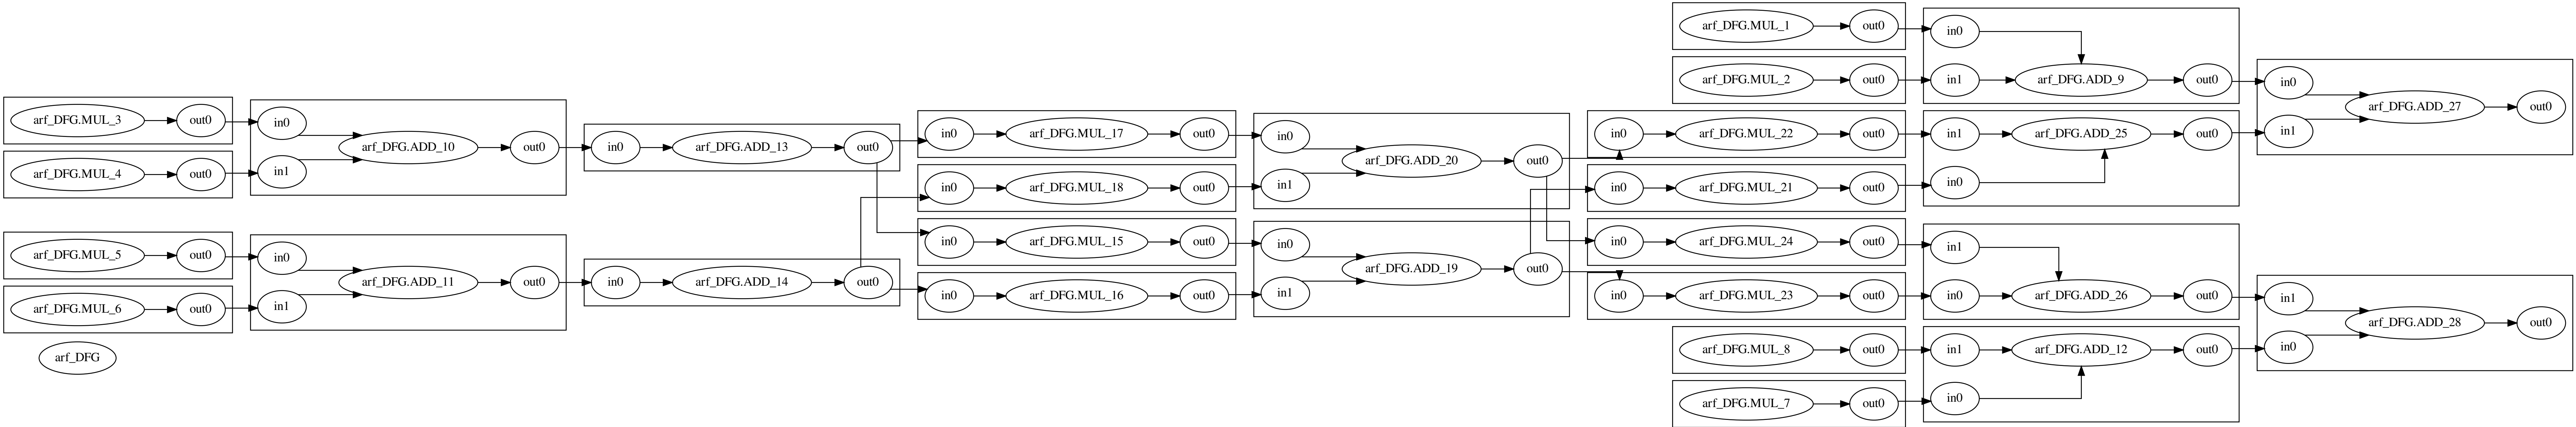 arf_DFG.MUL_3 out0
arf_DFG.MUL_4 out0
in0 in1 arf_DFG.ADD_10 out0
arf_DFG.MUL_5 out0
arf_DFG.MUL_6 out0
in0 in1 arf_DFG.ADD_11 out0
arf_DFG
in0 arf_DFG.ADD_13 out0
in0 arf_DFG.ADD_14 out0
in0 arf_DFG.MUL_17 out0
in0 arf_DFG.MUL_18 out0
in0 arf_DFG.MUL_15 out0
in0 arf_DFG.MUL_16 out0
in0 in1 arf_DFG.ADD_20 out0
in0 in1 arf_DFG.ADD_19 out0
arf_DFG.MUL_1 out0
arf_DFG.MUL_2 out0
in0 arf_DFG.MUL_22 out0
in0 arf_DFG.MUL_21 out0
in0 arf_DFG.MUL_24 out0
in0 arf_DFG.MUL_23 out0
arf_DFG.MUL_8 out0
arf_DFG.MUL_7 out0
in0 in1 arf_DFG.ADD_9 out0
in1 arf_DFG.ADD_25 out0 in0
in1 in0 arf_DFG.ADD_26 out0
in1 arf_DFG.ADD_12 out0 in0
in0 in1 arf_DFG.ADD_27 out0
in1 in0 arf_DFG.ADD_28 out0